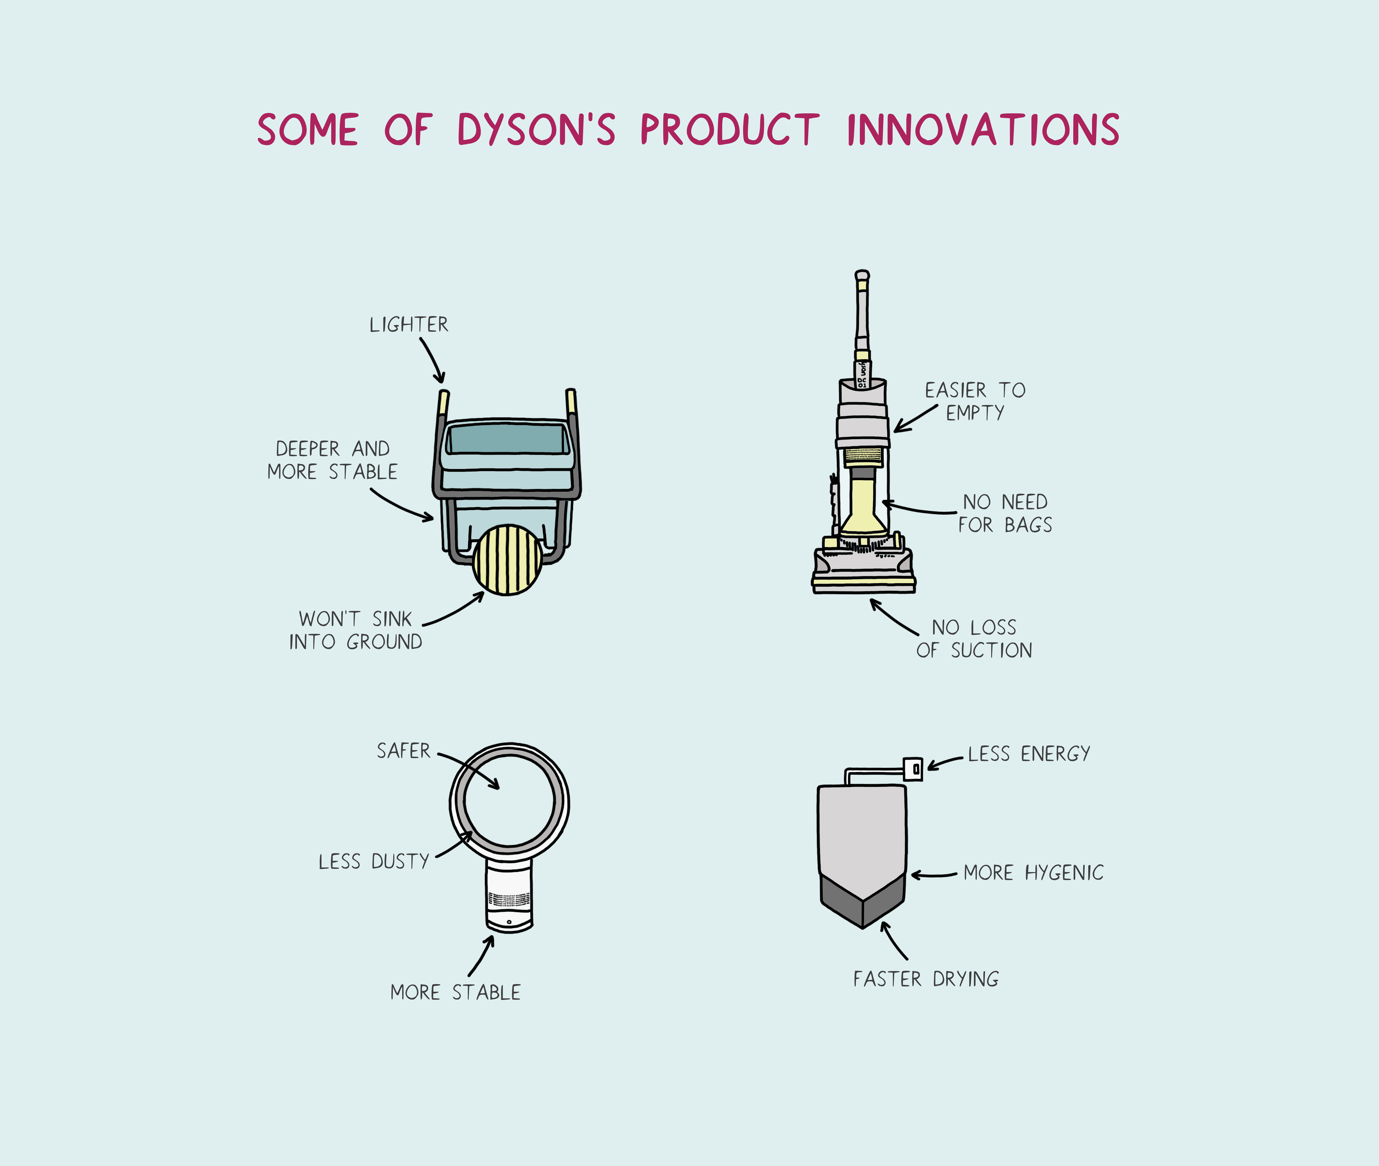 SOME OF DYSON'S PRODUCT INNOVATIONS
LIGHTER
DEEPER AND
MORE STABLE
WON'T SINK
INTO GROUND
EASIER TO
EMPTY
NO NEED
FOR BAGS
NO LOSS
OF SUCTION
SAFER
LESS DUSTY
MORE STABLE
LESS ENERGY
MORE HYGENIC
FASTER DRYING